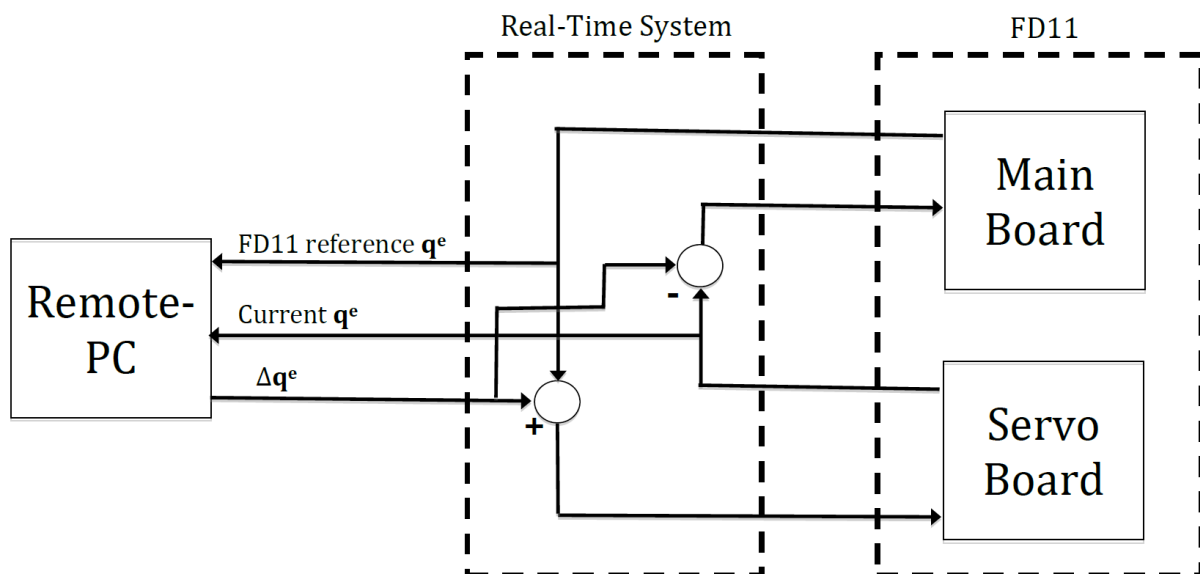 Real-Time System
FD11
Main
Board
FD11 reference qᵉ
Remote-
PC
-
Current qᵉ
Δqᵉ
+
Servo
Board